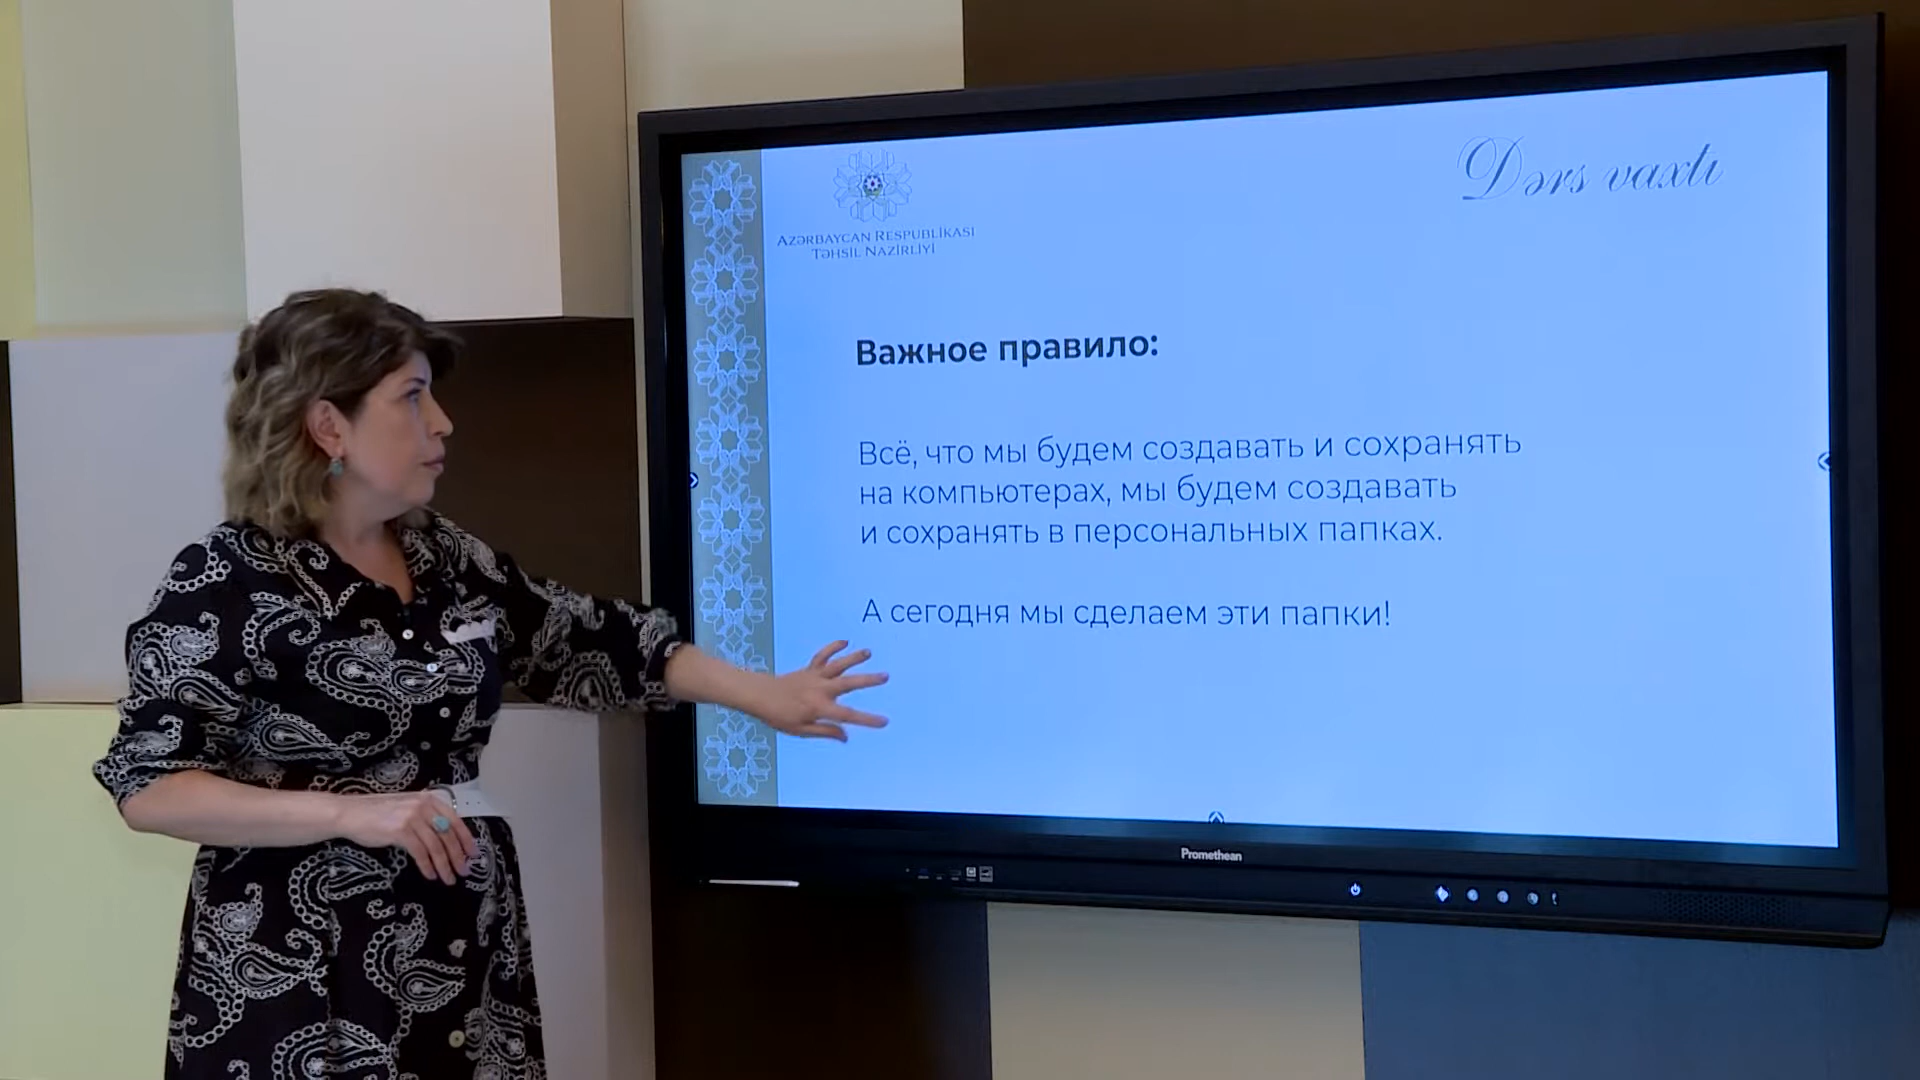 Dərs vaxtı
AZƏRBAYCAN RESPUBLİKASI
TƏHSİL NAZİRLİYİ
Важное правило:
Всё, что мы будем создавать и сохранять
на компьютерах, мы будем создавать
и сохранять в персональных папках.
А сегодня мы сделаем эти папки!
Promethean